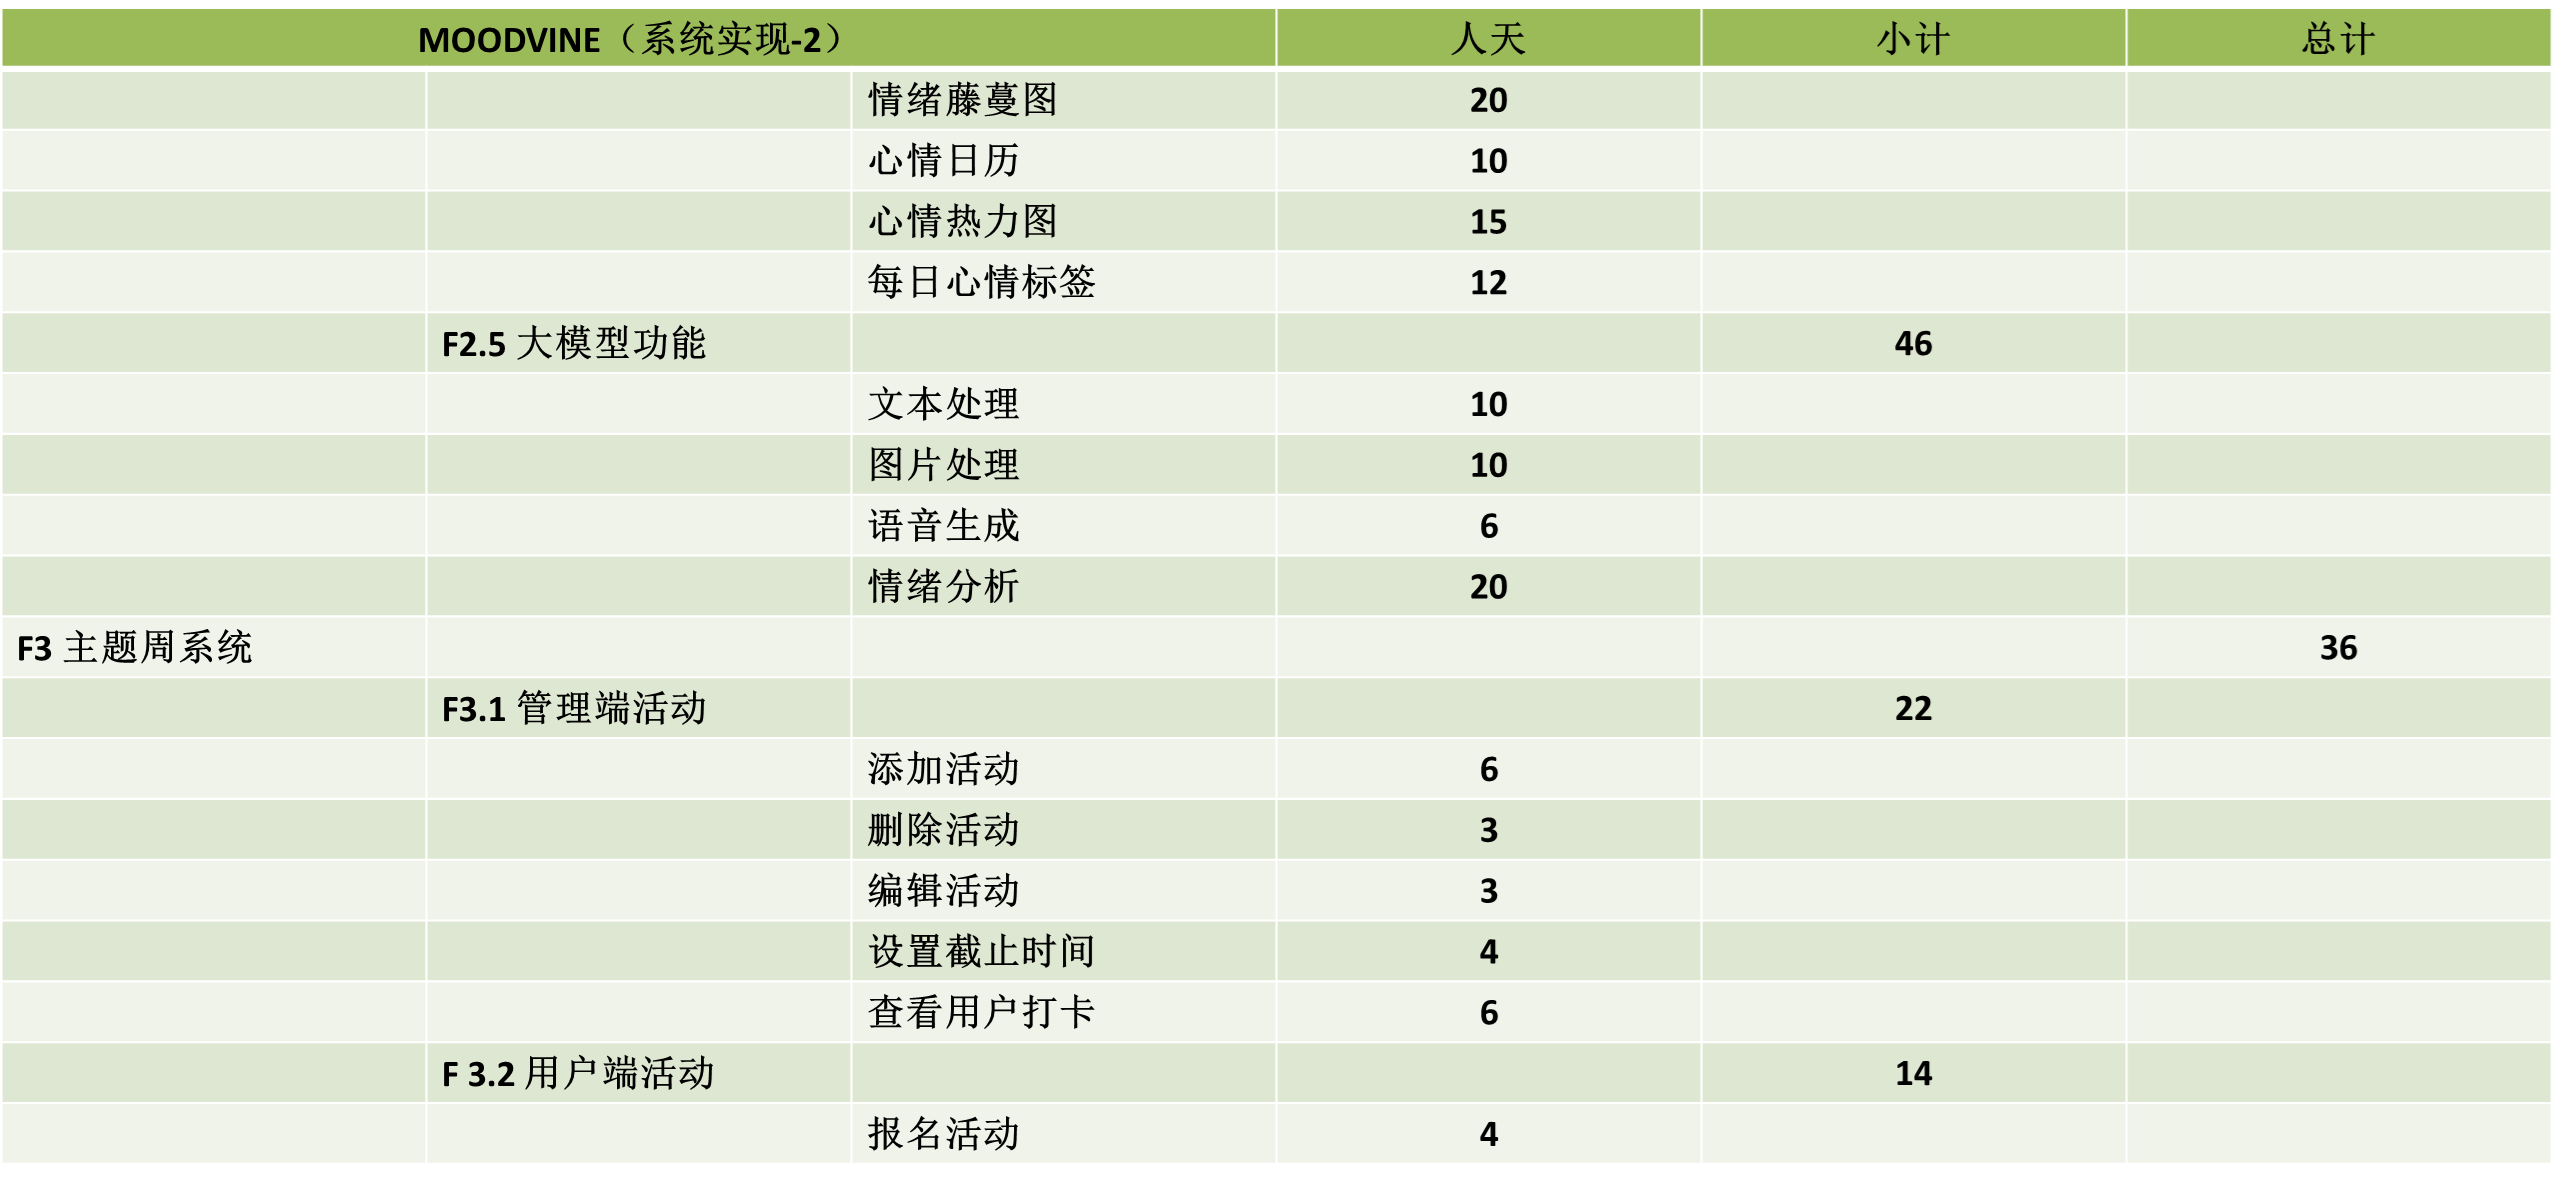 MOODVINE（系统实现-2） 人天 小计 总计
情绪藤蔓图 20
心情日历 10
心情热力图 15
每日心情标签 12
F2.5 大模型功能 46
文本处理 10
图片处理 10
语音生成 6
情绪分析 20
F3 主题周系统 36
F3.1 管理端活动 22
添加活动 6
删除活动 3
编辑活动 3
设置截止时间 4
查看用户打卡 6
F 3.2 用户端活动 14
报名活动 4